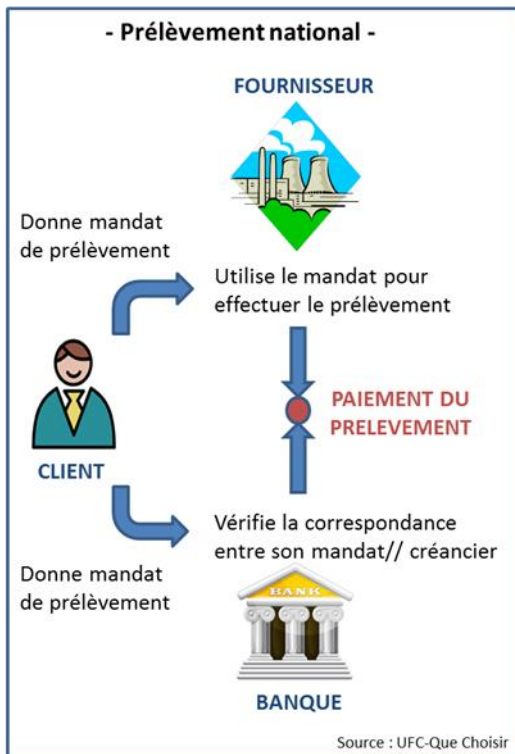 - Prélèvement national -
FOURNISSEUR
Donne mandat
de prélèvement
Utilise le mandat pour
effectuer le prélèvement
PAIEMENT DU
PRELEVEMENT
CLIENT
Vérifie la correspondance
entre son mandat// créancier
Donne mandat
de prélèvement
BANK
BANQUE
Source : UFC-Que Choisir